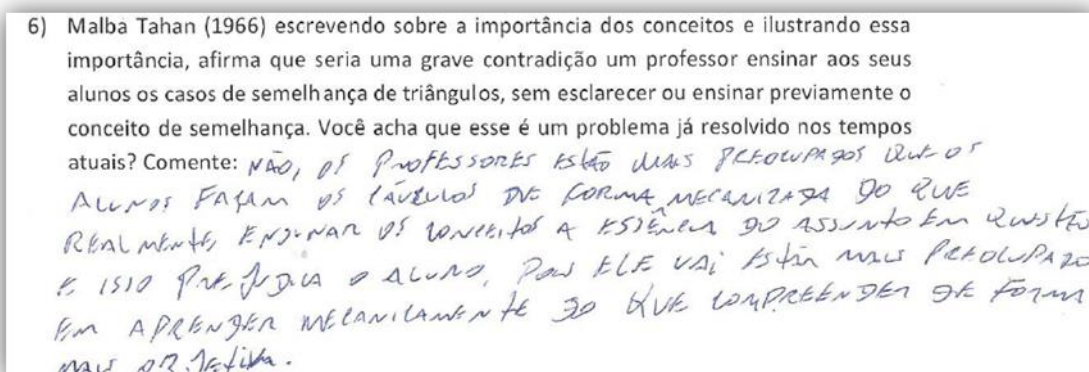 6) Malba Tahan (1966) escrevendo sobre a importância dos conceitos e ilustrando essa
importância, afirma que seria uma grave contradição um professor ensinar aos seus
alunos os casos de semelhança de triângulos, sem esclarecer ou ensinar previamente o
conceito de semelhança. Você acha que esse é um problema já resolvido nos tempos
atuais? Comente: NÃO, OS PROFESSORES ESTÃO MAIS PREOCUPADOS QUE OS
ALUNOS FAÇAM OS CÁLCULOS DE FORMA MECANIZADA DO QUE
REALMENTE, ENSINAR OS CONCEITOS A ESSÊNCIA DO ASSUNTO EM QUESTÃO
E ISSO PREJUDICA O ALUNO, POIS ELE VAI ESTAR MAIS PREOCUPADO
EM APRENDER MECANICAMENTE DO QUE COMPREENDER DE FORMA
MAIS OBJETIVA.